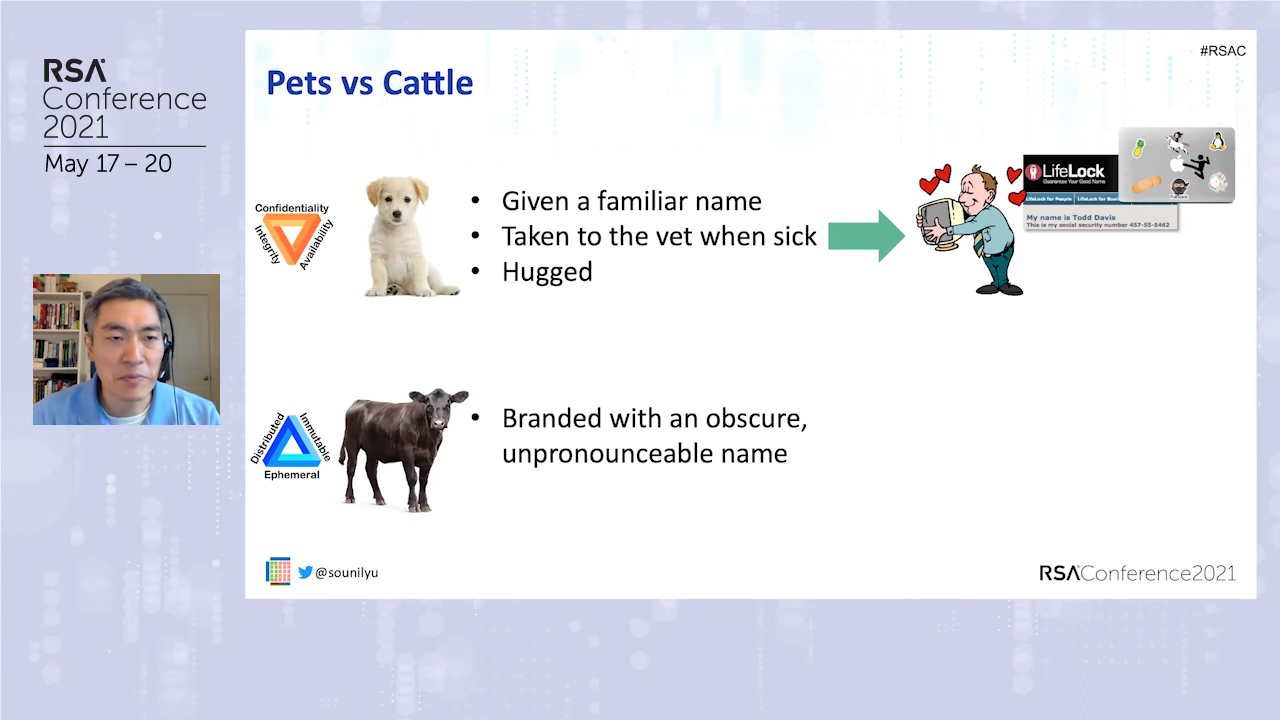 RSA
Conference
2021
May 17 – 20
#RSAC
Pets vs Cattle
Confidentiality
Integrity
Availability
• Given a familiar name
• Taken to the vet when sick
• Hugged
LifeLock
Guarantee Your Good Name
LifeLock for People | LifeLock for Busi
My name is Todd Davis
This is my social security number 457-55-5462
Distributed
Immutable
Ephemeral
• Branded with an obscure,
unpronounceable name
@sounilyu
RSAConference2021